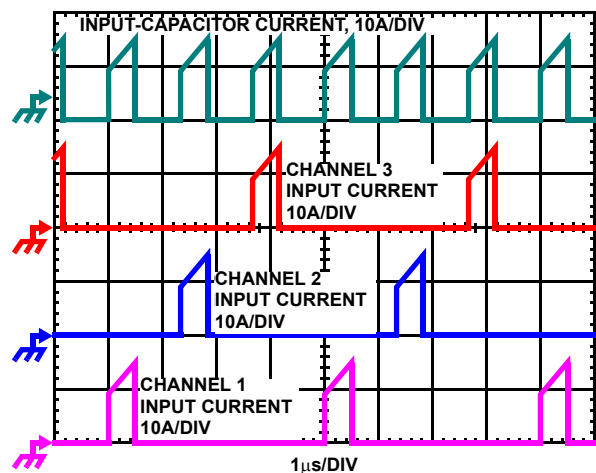 INPUT-CAPACITOR CURRENT, 10A/DIV
CHANNEL 3
INPUT CURRENT
10A/DIV
CHANNEL 2
INPUT CURRENT
10A/DIV
CHANNEL 1
INPUT CURRENT
10A/DIV
1μs/DIV